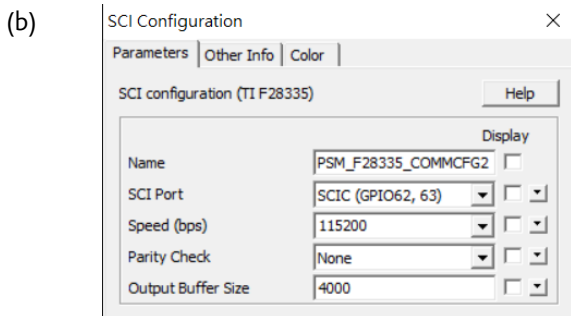 (b)
SCI Configuration
Parameters Other Info Color
SCI configuration (TI F28335) Help
Display
Name PSM_F28335_COMMCFG2
SCI Port SCIC (GPIO62, 63)
Speed (bps) 115200
Parity Check None
Output Buffer Size 4000